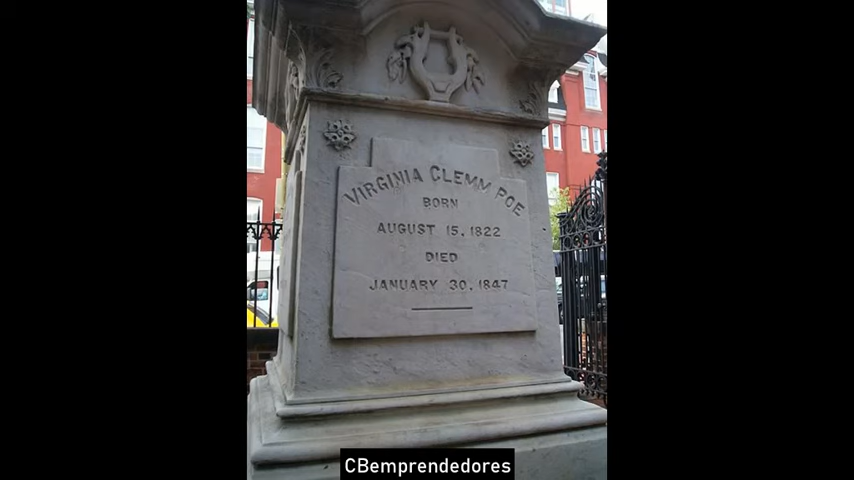 VIRGINIA CLEMM POE
BORN
AUGUST 15, 1822
DIED
JANUARY 30, 1847
CBemprendedores